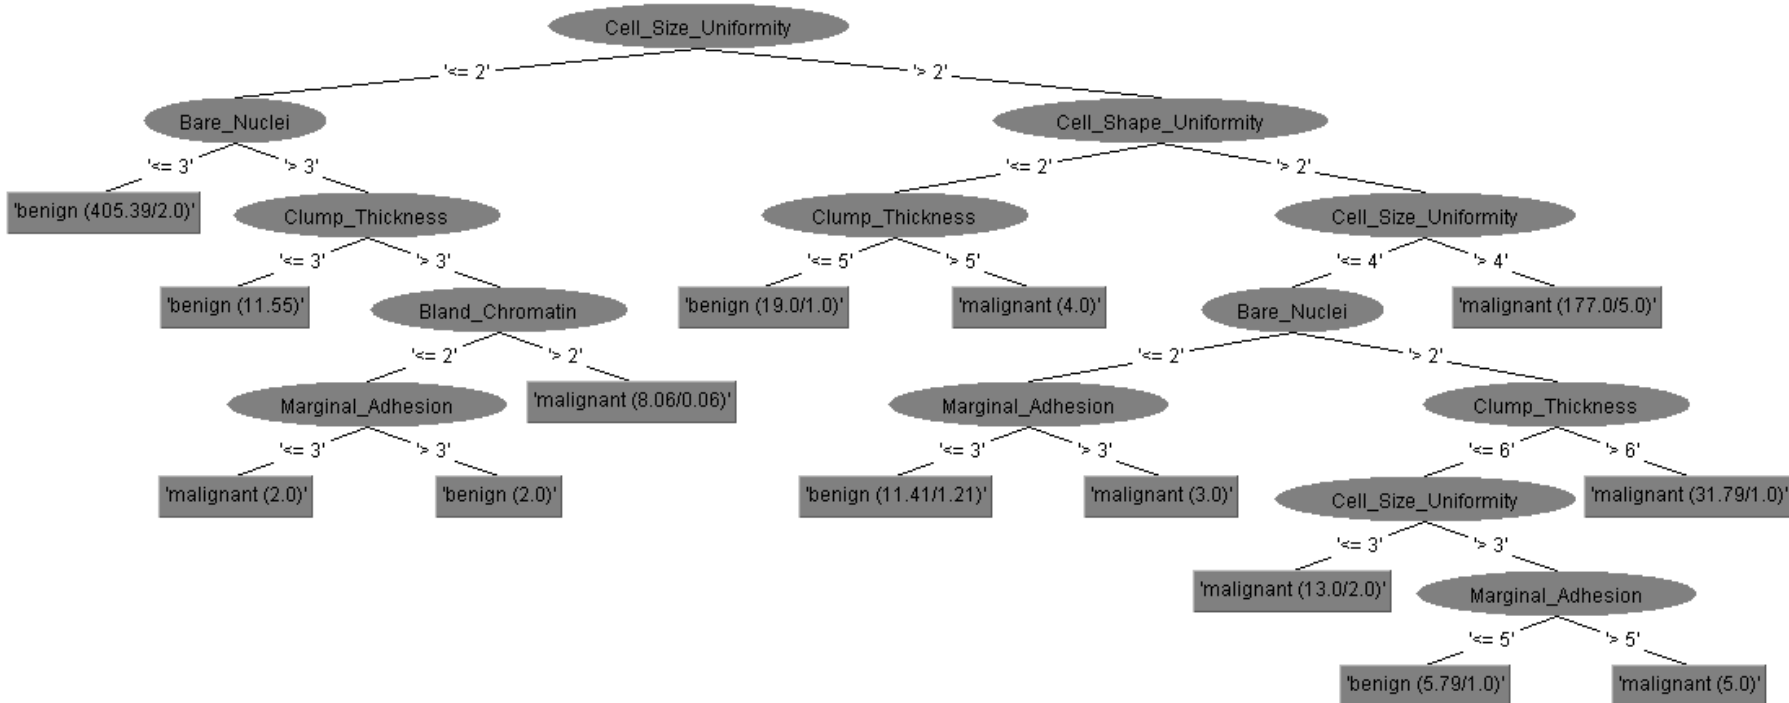 Cell_Size_Uniformity
'<= 2'
'> 2'
Bare_Nuclei
Cell_Shape_Uniformity
'<= 3'
'> 3'
'<= 2'
'> 2'
'benign (405.39/2.0)'
Clump_Thickness
Clump_Thickness
Cell_Size_Uniformity
'<= 3'
'> 3'
'<= 5'
'> 5'
'<= 4'
'> 4'
'benign (11.55)'
Bland_Chromatin
'benign (19.0/1.0)'
'malignant (4.0)'
Bare_Nuclei
'malignant (177.0/5.0)'
'<= 2'
'> 2'
'<= 2'
'> 2'
Marginal_Adhesion
'malignant (8.06/0.06)'
Marginal_Adhesion
Clump_Thickness
'<= 3'
'> 3'
'<= 3'
'> 3'
'<= 6'
'> 6'
'malignant (2.0)'
'benign (2.0)'
'benign (11.41/1.21)'
'malignant (3.0)'
Cell_Size_Uniformity
'malignant (31.79/1.0)'
'<= 3'
'> 3'
'malignant (13.0/2.0)'
Marginal_Adhesion
'<= 5'
'> 5'
'benign (5.79/1.0)'
'malignant (5.0)'